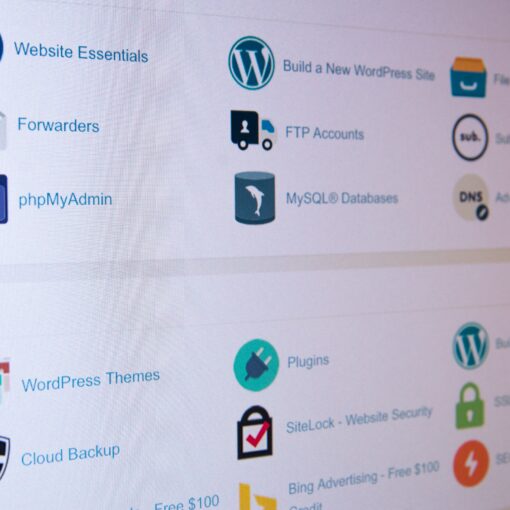 Website Essentials
Build a New WordPress Site
File
Forwarders
FTP Accounts
sub.
Su
phpMyAdmin
MySQL® Databases
DNS
Ad
WordPress Themes
Plugins
Bu
Cloud Backup
SiteLock - Website Security
SS
SE
Free $100
Bing Advertising - Free $100
Credit